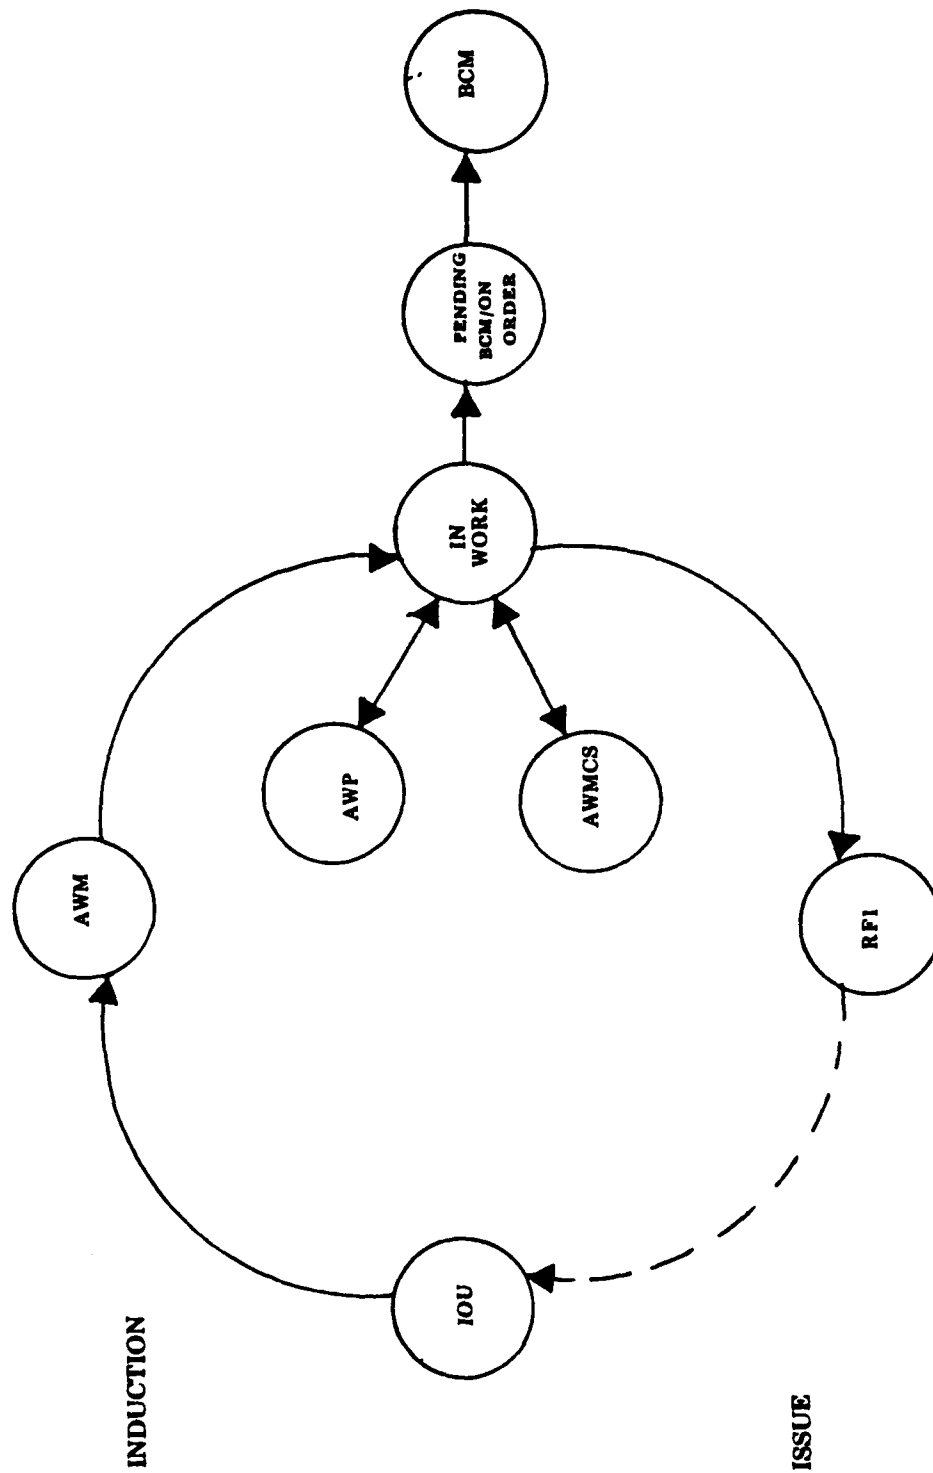 INDUCTION
AWM
IOU
AWP
AWMCS
IN
WORK
PENDING
BCM/ON
ORDER
BCM
RFI
ISSUE